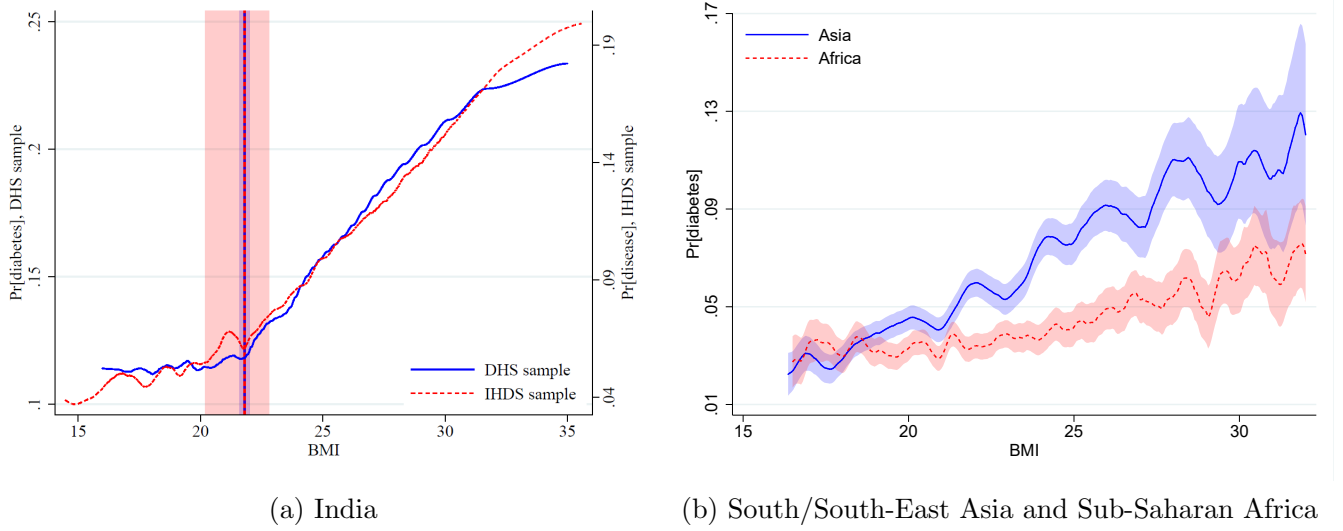 .25
.2
.15
.1
Pr[diabetes], DHS sample
.19
.14
.09
.04
Pr[disease], IHDS sample
DHS sample
IHDS sample
15
20
25
30
35
BMI
(a) India
.17
.13
.09
.05
.01
Pr[diabetes]
Asia
Africa
15
20
25
30
BMI
(b) South/South-East Asia and Sub-Saharan Africa